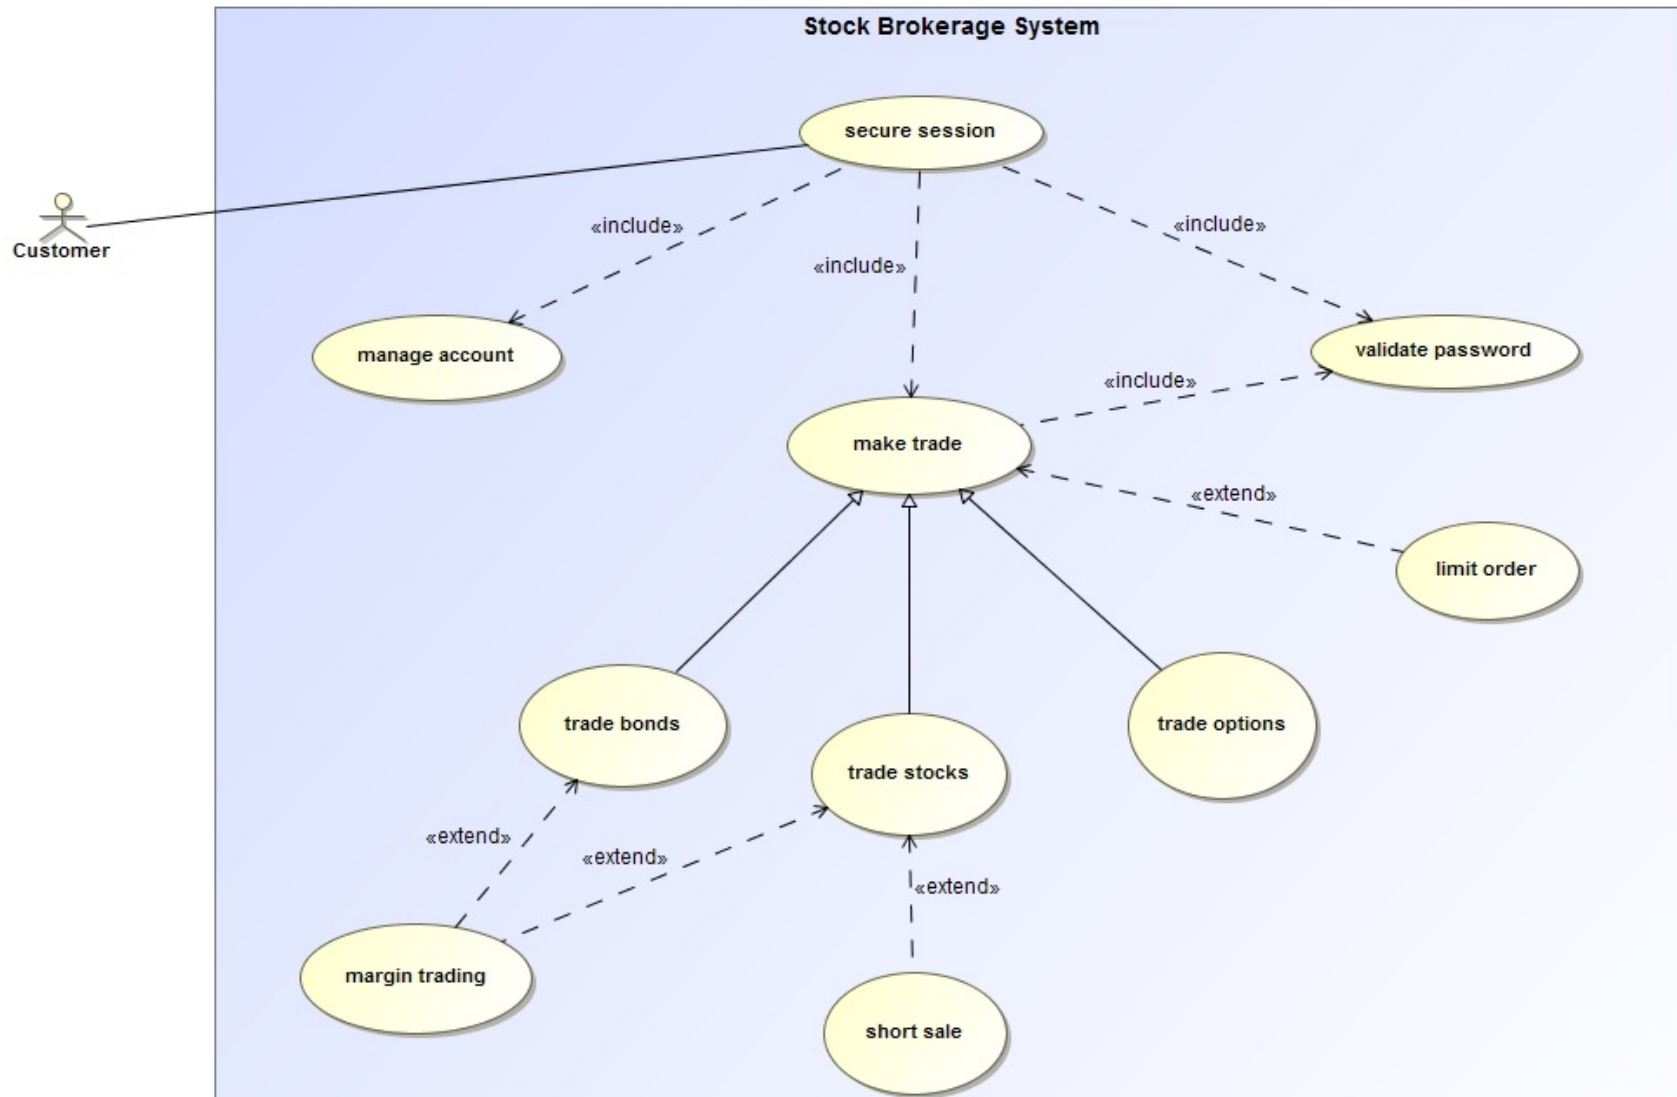 Stock Brokerage System
secure session
«include»
«include»
Customer
«include»
manage account
validate password
«include»
make trade
«extend»
limit order
trade bonds
trade options
trade stocks
«extend»
«extend»
«extend»
margin trading
short sale